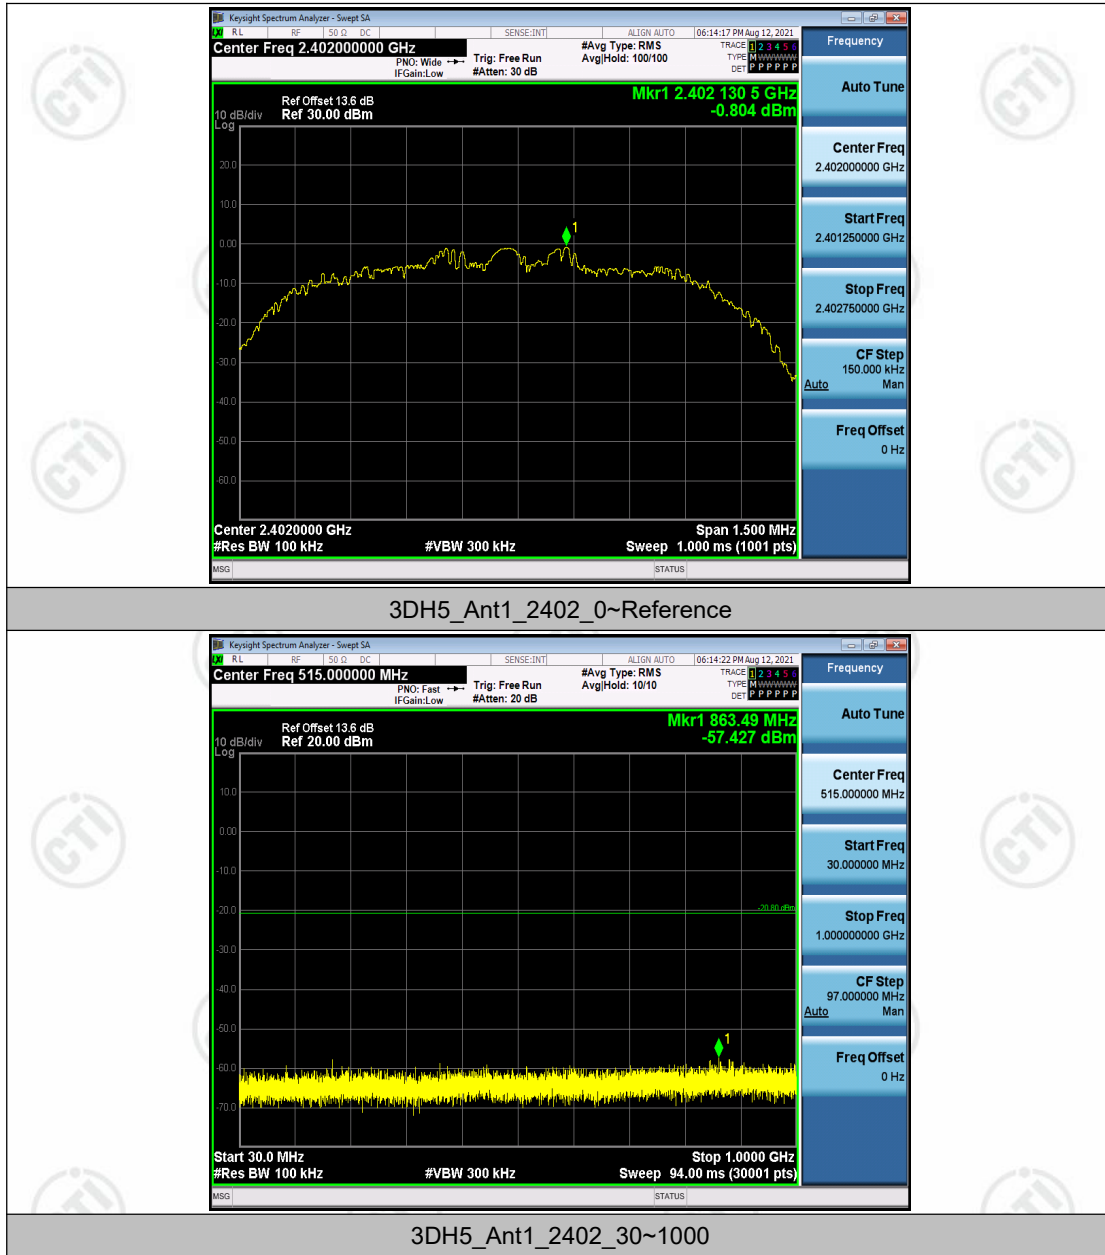 Keysight Spectrum Analyzer - Swept SA
RL RF 50 Ω DC SENSE:INT ALIGN AUTO 06:14:17 PM Aug 12, 2021
Center Freq 2.402000000 GHz #Avg Type: RMS TRACE 1 2 3 4 5 6
PNO: Wide Trig: Free Run Avg|Hold: 100/100 TYPE M WWWWW
IFGain:Low #Atten: 30 dB DET P P P P P P
Frequency
Auto Tune
Mkr1 2.402 130 5 GHz
-0.804 dBm
Ref Offset 13.6 dB
10 dB/div Ref 30.00 dBm
Log
20.0
10.0
0.00
-10.0
-20.0
-30.0
-40.0
-50.0
-60.0
1
Center Freq
2.402000000 GHz
Start Freq
2.401250000 GHz
Stop Freq
2.402750000 GHz
CF Step
150.000 kHz
Auto Man
Freq Offset
0 Hz
Center 2.4020000 GHz Span 1.500 MHz
#Res BW 100 kHz #VBW 300 kHz Sweep 1.000 ms (1001 pts)
MSG STATUS
3DH5_Ant1_2402_0~Reference
Keysight Spectrum Analyzer - Swept SA
RL RF 50 Ω DC SENSE:INT ALIGN AUTO 06:14:22 PM Aug 12, 2021
Center Freq 515.000000 MHz #Avg Type: RMS TRACE 1 2 3 4 5 6
PNO: Fast Trig: Free Run Avg|Hold: 10/10 TYPE M WWWWW
IFGain:Low #Atten: 20 dB DET P P P P P P
Frequency
Auto Tune
Mkr1 863.49 MHz
-57.427 dBm
Ref Offset 13.6 dB
10 dB/div Ref 20.00 dBm
Log
10.0
0.00
-10.0
-20.0
-20.80 dBm
-30.0
-40.0
-50.0
-60.0
-70.0
1
Center Freq
515.000000 MHz
Start Freq
30.000000 MHz
Stop Freq
1.000000000 GHz
CF Step
97.000000 MHz
Auto Man
Freq Offset
0 Hz
Start 30.0 MHz Stop 1.0000 GHz
#Res BW 100 kHz #VBW 300 kHz Sweep 94.00 ms (30001 pts)
MSG STATUS
3DH5_Ant1_2402_30~1000
CTI
CTI
CTI
CTI
CTI
CTI